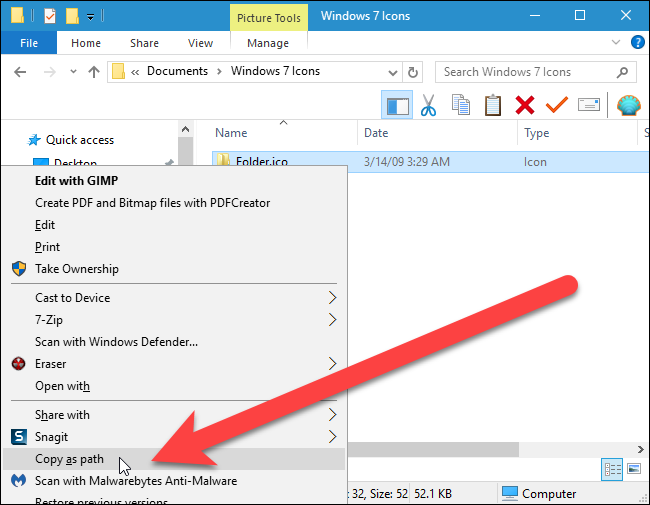 Picture Tools
Windows 7 Icons
File
Home
Share
View
Manage
Documents
Windows 7 Icons
Search Windows 7 Icons
Quick access
Desktop
Name
Date
Type
S
Folder.ico
3/14/09 3:29 AM
Icon
Edit with GIMP
Create PDF and Bitmap files with PDFCreator
Edit
Print
Take Ownership
Cast to Device
7-Zip
Scan with Windows Defender...
Eraser
Open with
Share with
Snagit
Copy as path
Scan with Malwarebytes Anti-Malware
Restore previous versions
: 32, Size: 52
52.1 KB
Computer